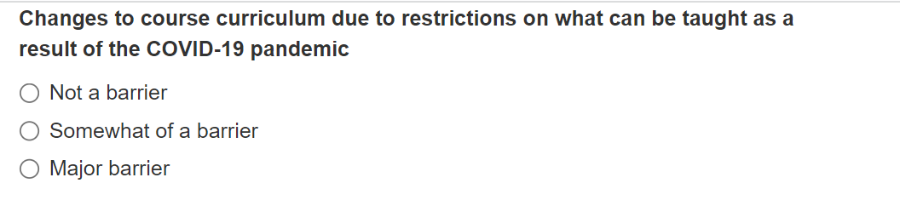 Changes to course curriculum due to restrictions on what can be taught as a
result of the COVID-19 pandemic
Not a barrier
Somewhat of a barrier
Major barrier